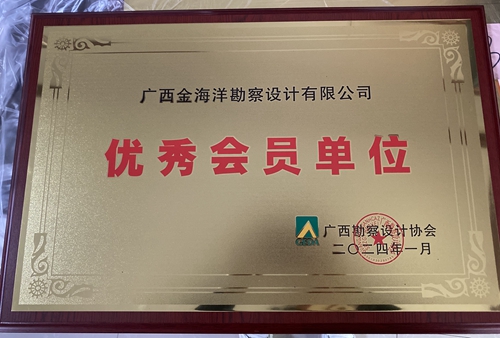 广西金海洋勘察设计有限公司
优秀会员单位
广西勘察设计协会
二〇二四年一月